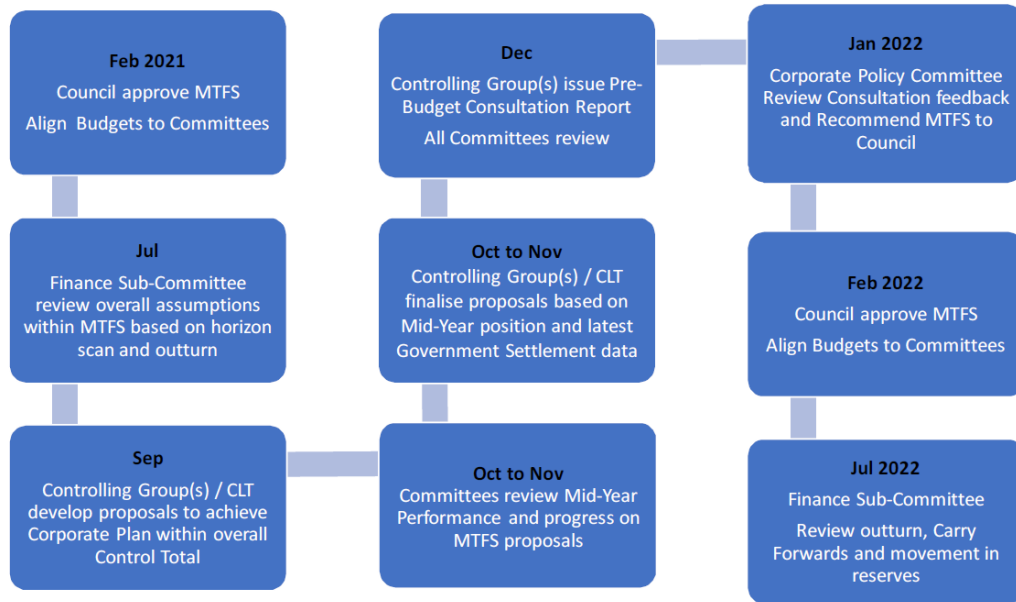 Feb 2021
Council approve MTFS
Align Budgets to Committees
Jul
Finance Sub-Committee
review overall assumptions
within MTFS based on horizon
scan and outturn
Sep
Controlling Group(s) / CLT
develop proposals to achieve
Corporate Plan within overall
Control Total
Oct to Nov
Committees review Mid-Year
Performance and progress on
MTFS proposals
Oct to Nov
Controlling Group(s) / CLT
finalise proposals based on
Mid-Year position and latest
Government Settlement data
Dec
Controlling Group(s) issue Pre-
Budget Consultation Report
All Committees review
Jan 2022
Corporate Policy Committee
Review Consultation feedback
and Recommend MTFS to
Council
Feb 2022
Council approve MTFS
Align Budgets to Committees
Jul 2022
Finance Sub-Committee
Review outturn, Carry
Forwards and movement in
reserves